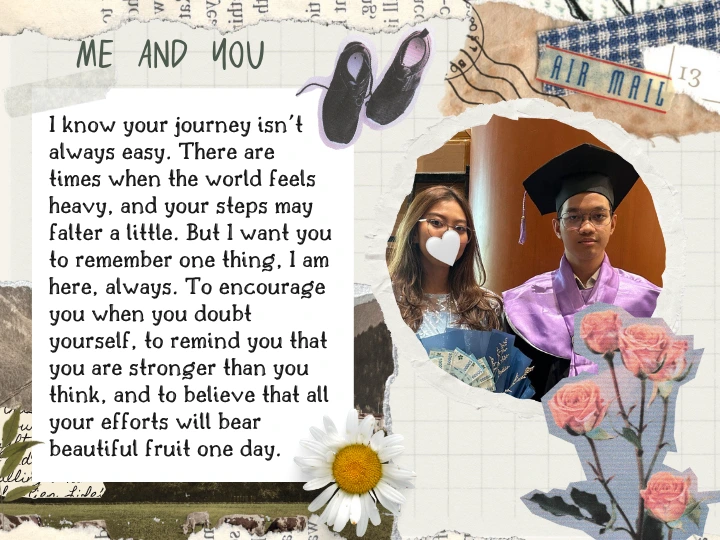 ME AND YOU
AIR MAIL
13
I know your journey isn't
always easy. There are
times when the world feels
heavy, and your steps may
falter a little. But I want you
to remember one thing, I am
here, always. To encourage
you when you doubt
yourself, to remind you that
you are stronger than you
think, and to believe that all
your efforts will bear
beautiful fruit one day.